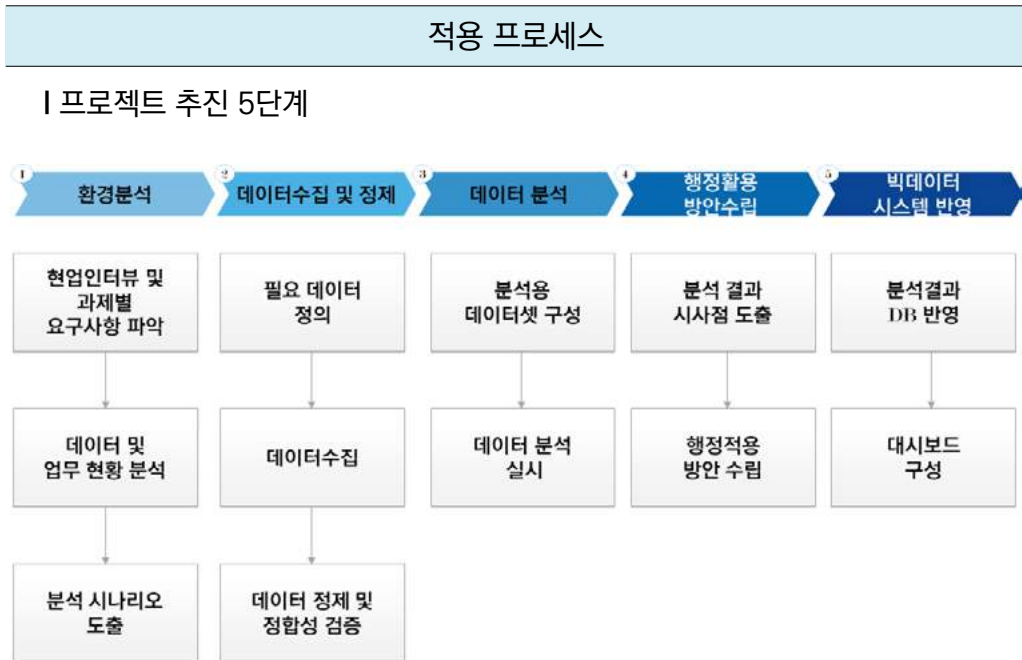 적용 프로세스
I 프로젝트 추진 5단계
1
환경분석
2
데이터수집 및 정제
3
데이터 분석
4
행정활용
방안수립
5
빅데이터
시스템 반영
현업인터뷰 및
과제별
요구사항 파악
데이터 및
업무 현황 분석
분석 시나리오
도출
필요 데이터
정의
데이터수집
데이터 정제 및
정합성 검증
분석용
데이터셋 구성
데이터 분석
실시
분석 결과
시사점 도출
행정적용
방안 수립
분석결과
DB 반영
대시보드
구성